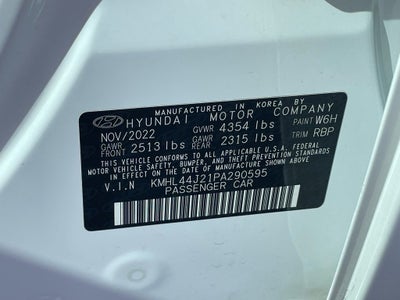 MANUFACTURED IN KOREA BY
HYUNDAI MOTOR COMPANY
NOV/2022 GVWR 4354 lbs PAINT W6H
GAWR FRONT 2513 lbs GAWR REAR 2315 lbs TRIM RBP
THIS VEHICLE CONFORMS TO ALL APPLICABLE U.S.A. FEDERAL
MOTOR VEHICLE SAFETY, BUMPER, AND THEFT PREVENTION
STANDARDS IN EFFECT ON THE DATE OF MANUFACTURE SHOWN ABOVE.
V.I.N KMHL44J21PA290595
PASSENGER CAR